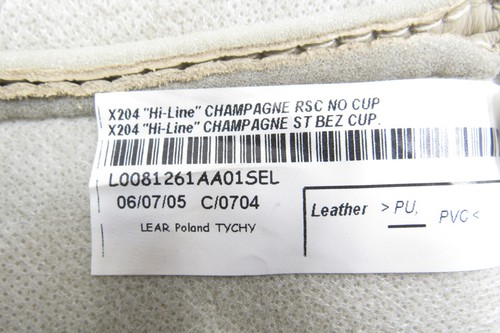 X204 "Hi-Line" CHAMPAGNE RSC NO CUP
X204 "Hi-Line" CHAMPAGNE ST BEZ CUP.
L0081261AA01SEL
06/07/05 C/0704
LEAR Poland TYCHY
Leather >PU, PVC<